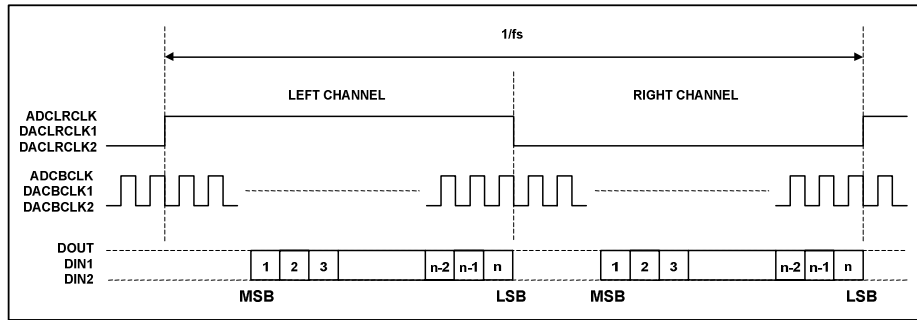 1/fs
LEFT CHANNEL
RIGHT CHANNEL
ADCLRCLK
DACLRCLK1
DACLRCLK2
ADCBCLK
DACBCLK1
DACBCLK2
DOUT
DIN1
DIN2
1 2 3 n-2 n-1 n 1 2 3 n-2 n-1 n
MSB LSB MSB LSB